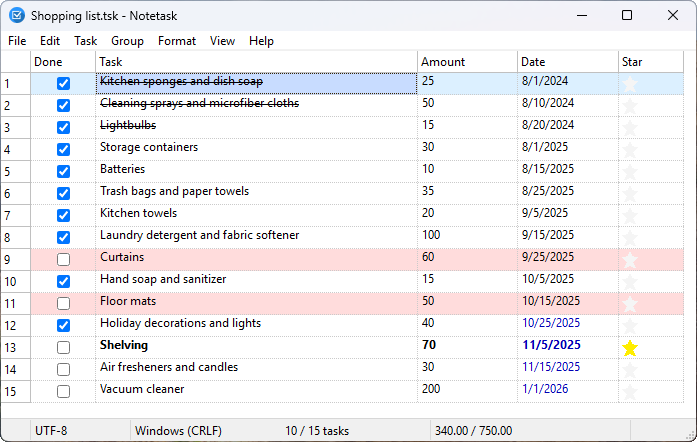 Shopping list.tsk - Notetask
File Edit Task Group Format View Help
Done Task Amount Date Star
1 Kitchen sponges and dish soap 25 8/1/2024
2 Cleaning sprays and microfiber cloths 50 8/10/2024
3 Lightbulbs 15 8/20/2024
4 Storage containers 30 8/1/2025
5 Batteries 10 8/15/2025
6 Trash bags and paper towels 35 8/25/2025
7 Kitchen towels 20 9/5/2025
8 Laundry detergent and fabric softener 100 9/15/2025
9 Curtains 60 9/25/2025
10 Hand soap and sanitizer 15 10/5/2025
11 Floor mats 50 10/15/2025
12 Holiday decorations and lights 40 10/25/2025
13 Shelving 70 11/5/2025
14 Air fresheners and candles 30 11/15/2025
15 Vacuum cleaner 200 1/1/2026
UTF-8 Windows (CRLF) 10 / 15 tasks 340.00 / 750.00